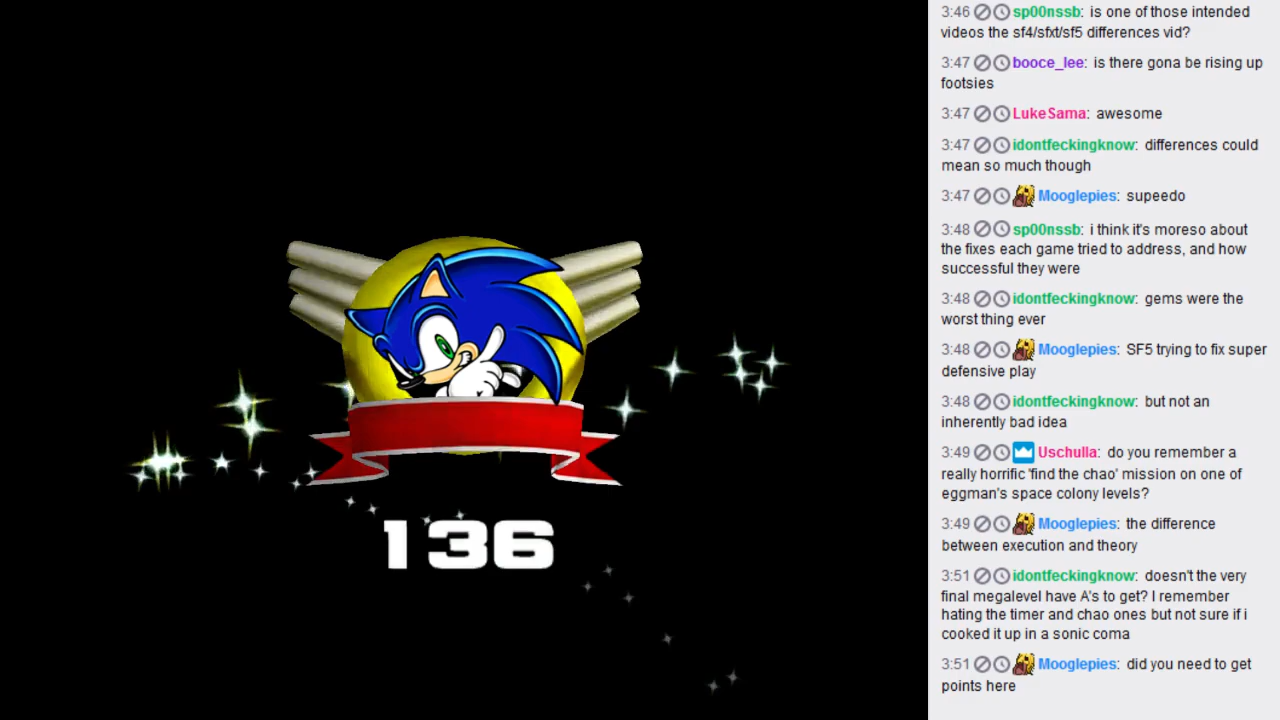 3:46 sp00nssb: is one of those intended
videos the sf4/sfxt/sf5 differences vid?
3:47 booce_lee: is there gona be rising up
footsies
3:47 LukeSama: awesome
3:47 idontfeckingknow: differences could
mean so much though
3:47 Mooglepies: supeedo
3:48 sp00nssb: i think it's moreso about
the fixes each game tried to address, and how
successful they were
3:48 idontfeckingknow: gems were the
worst thing ever
3:48 Mooglepies: SF5 trying to fix super
defensive play
3:48 idontfeckingknow: but not an
inherently bad idea
3:49 Uschulla: do you remember a
really horrific 'find the chao' mission on one of
eggman's space colony levels?
3:49 Mooglepies: the difference
between execution and theory
3:51 idontfeckingknow: doesn't the very
final megalevel have A's to get? I remember
hating the timer and chao ones but not sure if i
cooked it up in a sonic coma
3:51 Mooglepies: did you need to get
points here
136